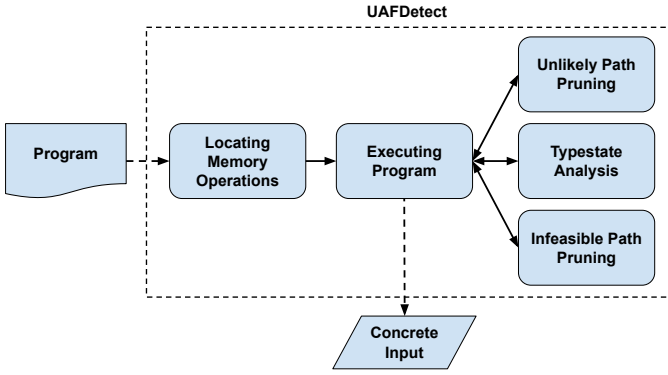 UAFDetect
Program
Locating
Memory
Operations
Executing
Program
Unlikely Path
Pruning
Typestate
Analysis
Infeasible Path
Pruning
Concrete
Input